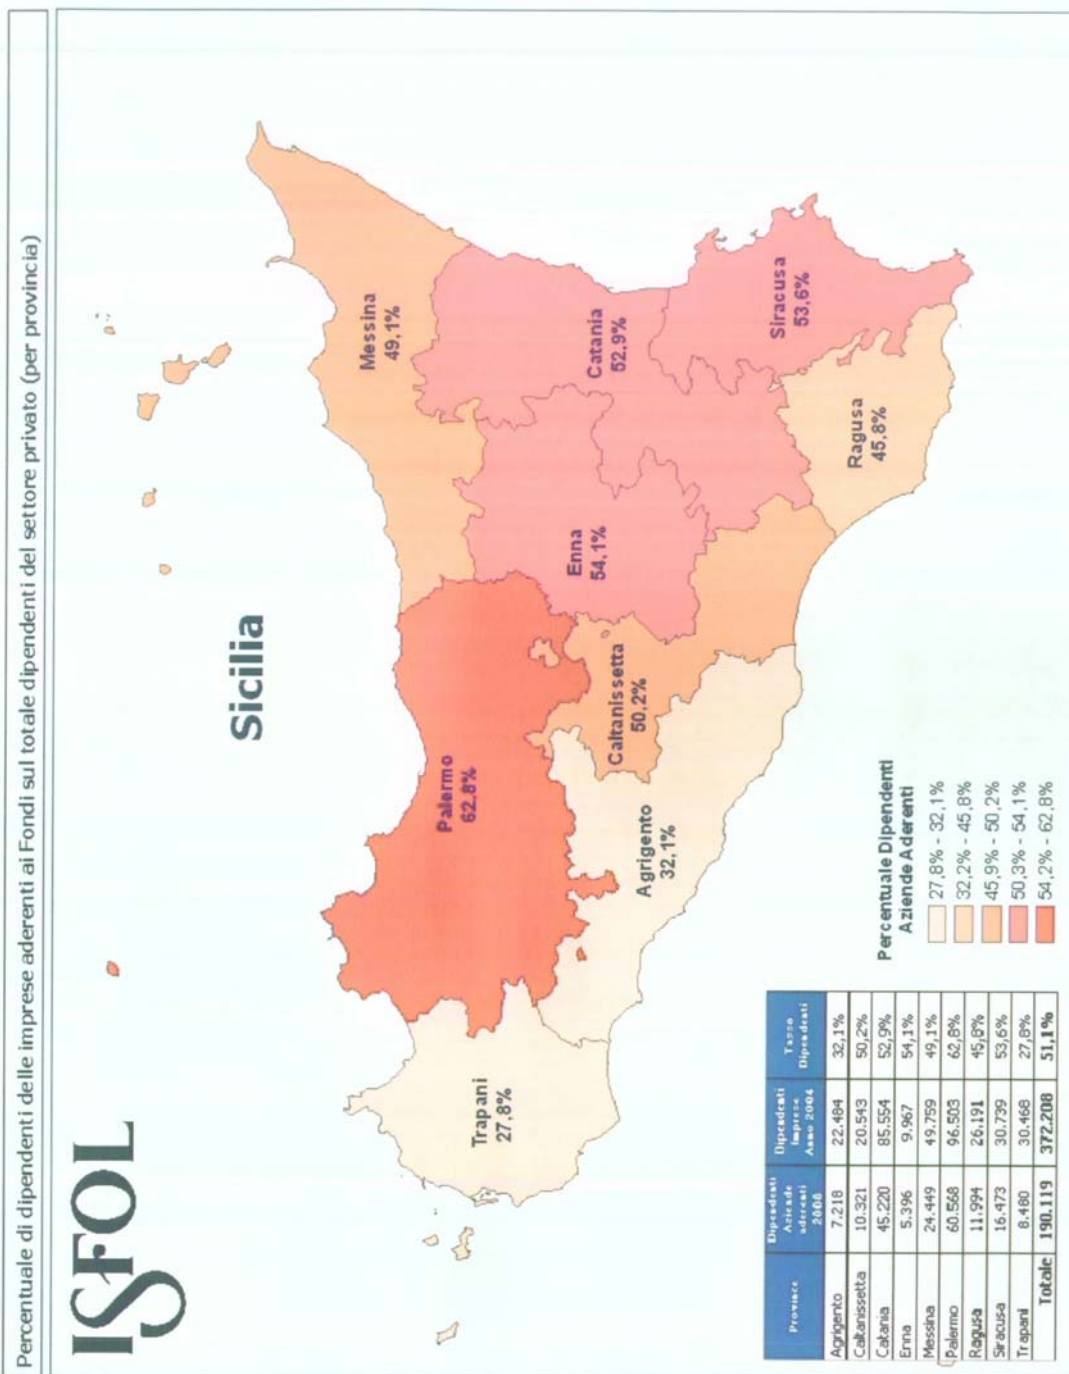 Percentuale di dipendenti delle imprese aderenti ai Fondi sul totale dipendenti del settore privato (per provincia)
ISFOL
Sicilia
Messina
49,1%
Palermo
62,8%
Catania
52,9%
Enna
54,1%
Trapani
27,8%
Caltanissetta
50,2%
Siracusa
53,6%
Agrigento
32,1%
Ragusa
45,8%
Province Dipendenti Aziende aderenti 2008 Dipendenti Imprese Anno 2004 Tasso Dipendenti
Agrigento 7.218 22.484 32,1%
Caltanissetta 10.321 20.543 50,2%
Catania 45.220 85.554 52,9%
Enna 5.396 9.967 54,1%
Messina 24.449 49.759 49,1%
Palermo 60.568 96.503 62,8%
Ragusa 11.994 26.191 45,8%
Siracusa 16.473 30.739 53,6%
Trapani 8.480 30.468 27,8%
Totale 190.119 372.208 51,1%
Percentuale Dipendenti
Aziende Aderenti
27,8% - 32,1%
32,2% - 45,8%
45,9% - 50,2%
50,3% - 54,1%
54,2% - 62,8%